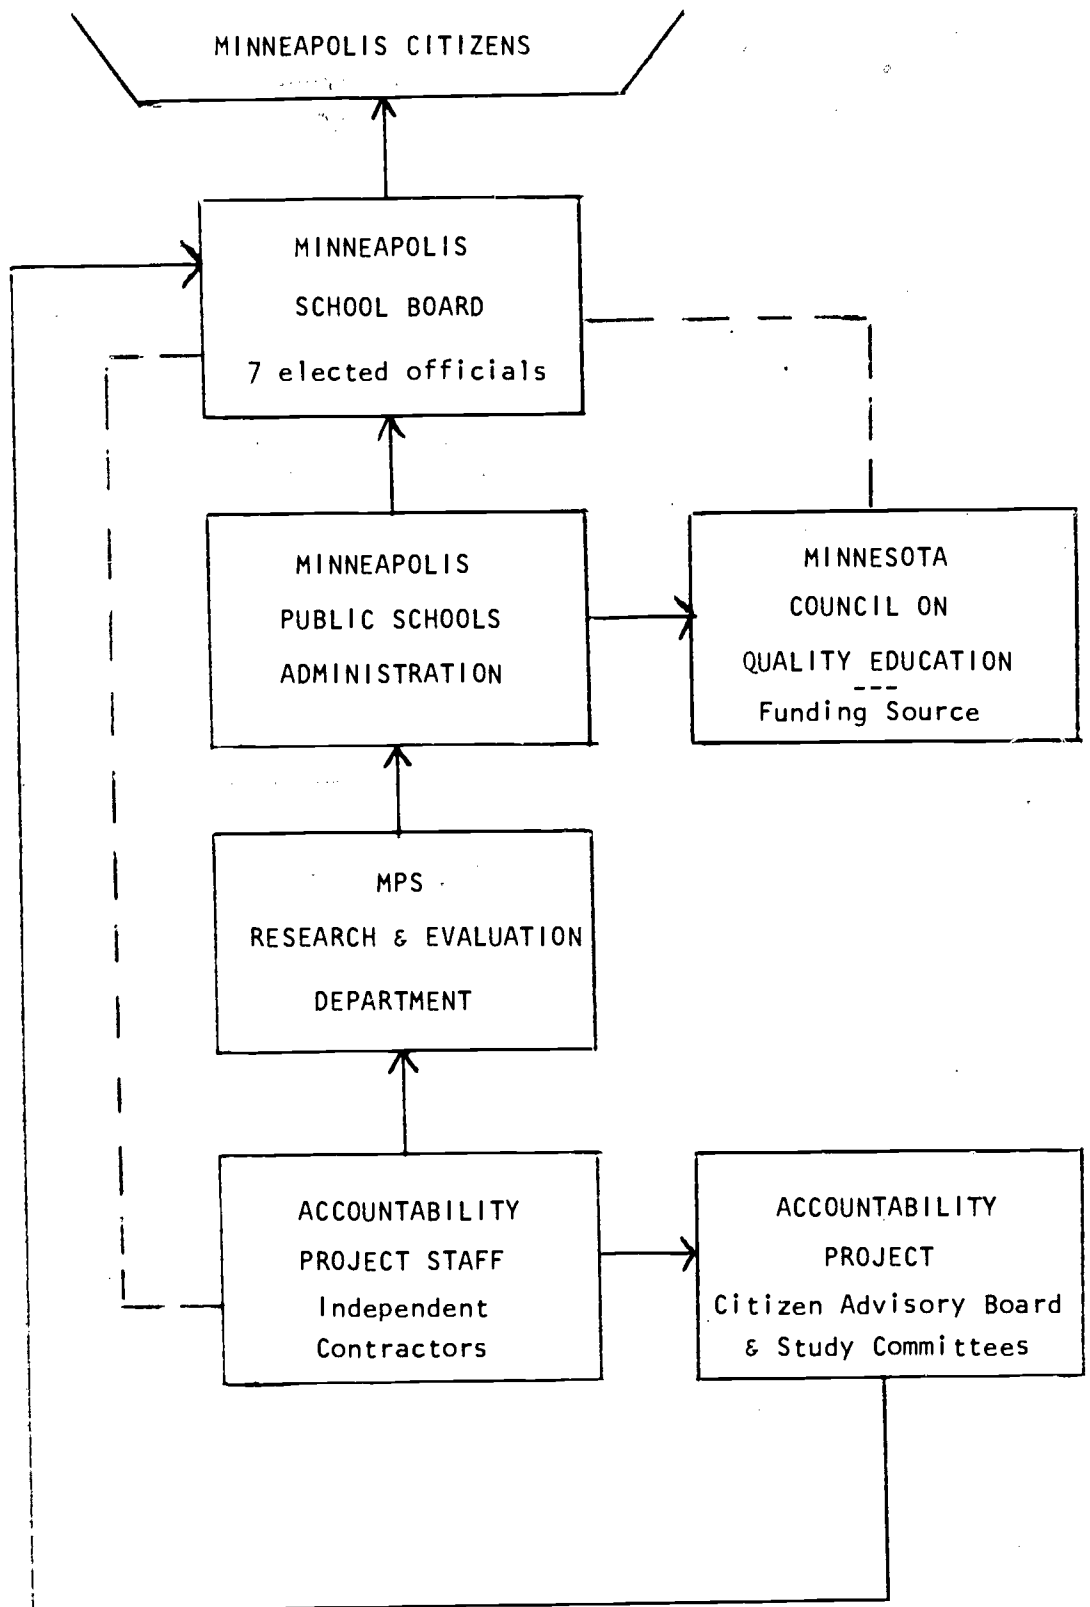 MINNEAPOLIS CITIZENS
MINNEAPOLIS
SCHOOL BOARD
7 elected officials
MINNEAPOLIS
PUBLIC SCHOOLS
ADMINISTRATION
MINNESOTA
COUNCIL ON
QUALITY EDUCATION
---
Funding Source
MPS
RESEARCH & EVALUATION
DEPARTMENT
ACCOUNTABILITY
PROJECT STAFF
Independent
Contractors
ACCOUNTABILITY
PROJECT
Citizen Advisory Board
& Study Committees